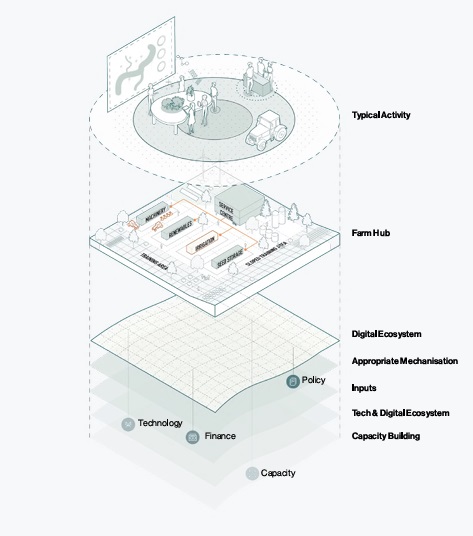 Typical Activity
MACHINERY
SERVICE
CENTRE
RENEWABLES
Farm Hub
IRRIGATION
SEED STORAGE
TRAINING AREA
SLOPED TRAINING AREA
Digital Ecosystem
Appropriate Mechanisation
Policy
Inputs
Technology
Tech & Digital Ecosystem
Finance
Capacity Building
Capacity